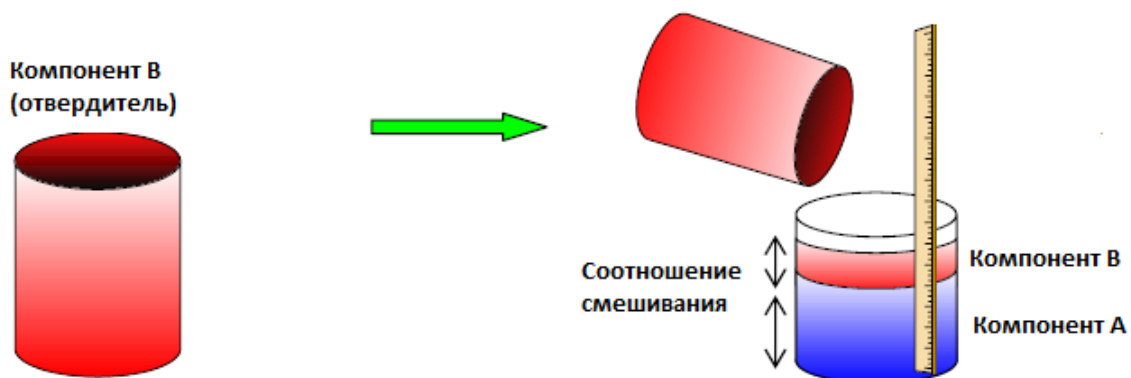 Компонент В
(отвердитель)
Соотношение
смешивания
Компонент В
Компонент А